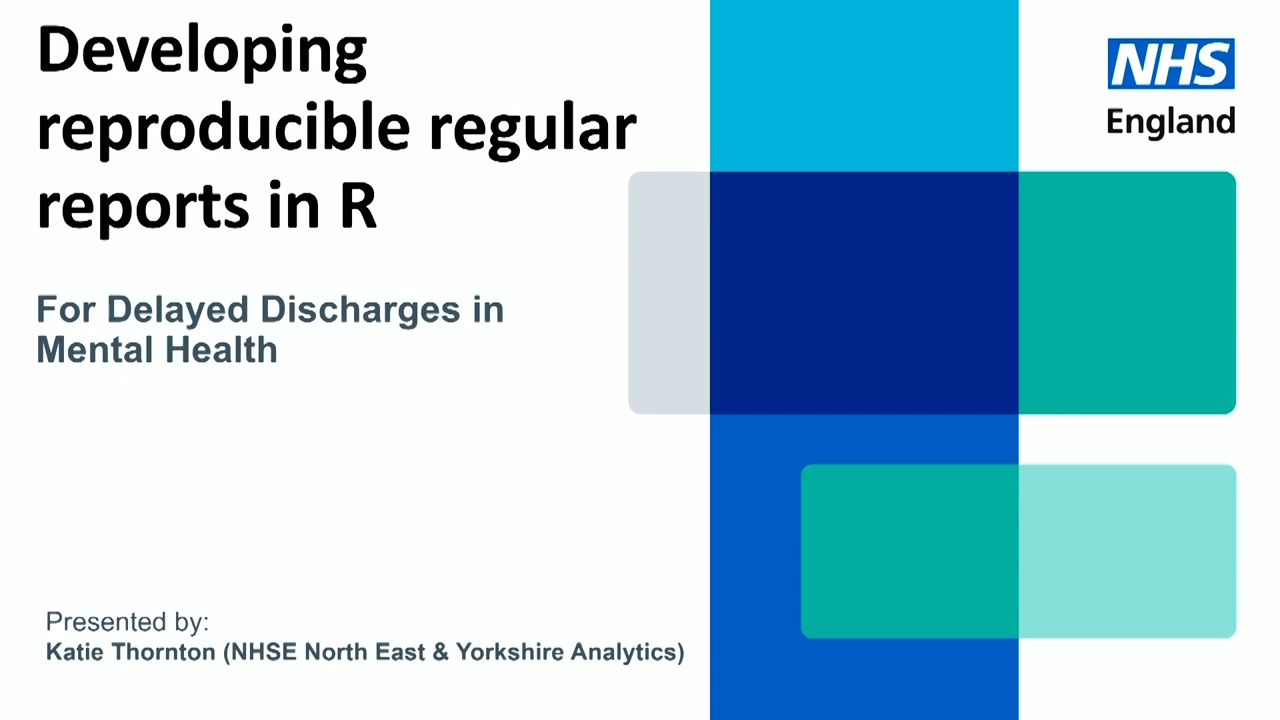 Developing
reproducible regular
reports in R
For Delayed Discharges in
Mental Health
Presented by:
Katie Thornton (NHSE North East & Yorkshire Analytics)
NHS
England